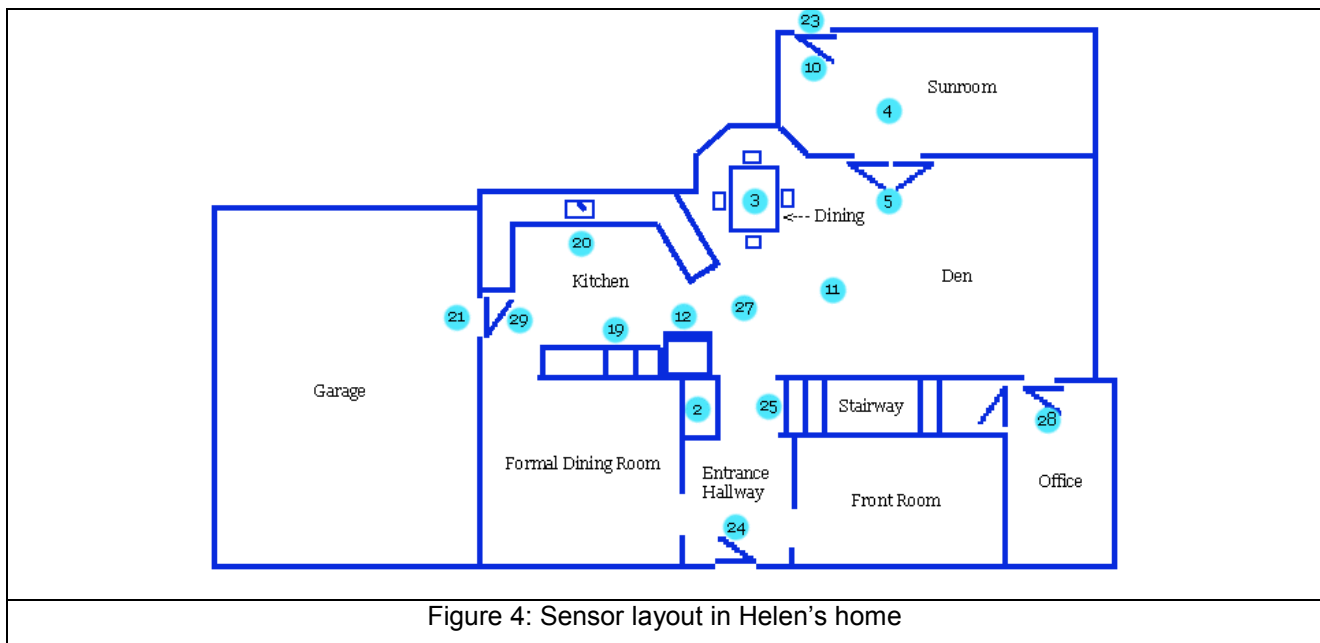 23
10
Sunroom
4
3
5
<--- Dining
20
Kitchen
Den
11
27
21
29
12
19
Garage
2
25
Stairway
28
Formal Dining Room
Entrance
Hallway
Front Room
Office
24
Figure 4: Sensor layout in Helen’s home